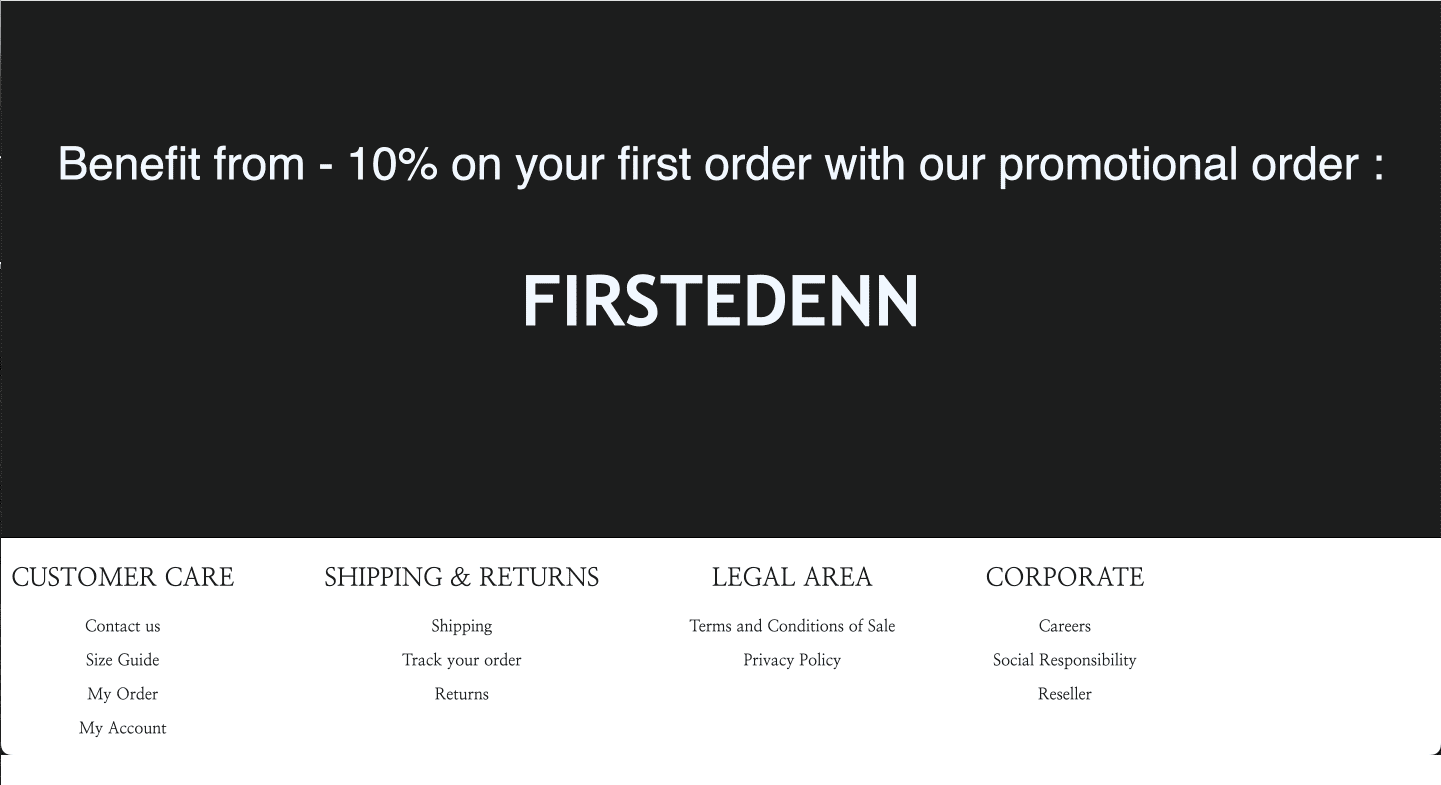 Benefit from - 10% on your first order with our promotional order :
FIRSTEDENN
CUSTOMER CARE
Contact us
Size Guide
My Order
My Account
SHIPPING & RETURNS
Shipping
Track your order
Returns
LEGAL AREA
Terms and Conditions of Sale
Privacy Policy
CORPORATE
Careers
Social Responsibility
Reseller